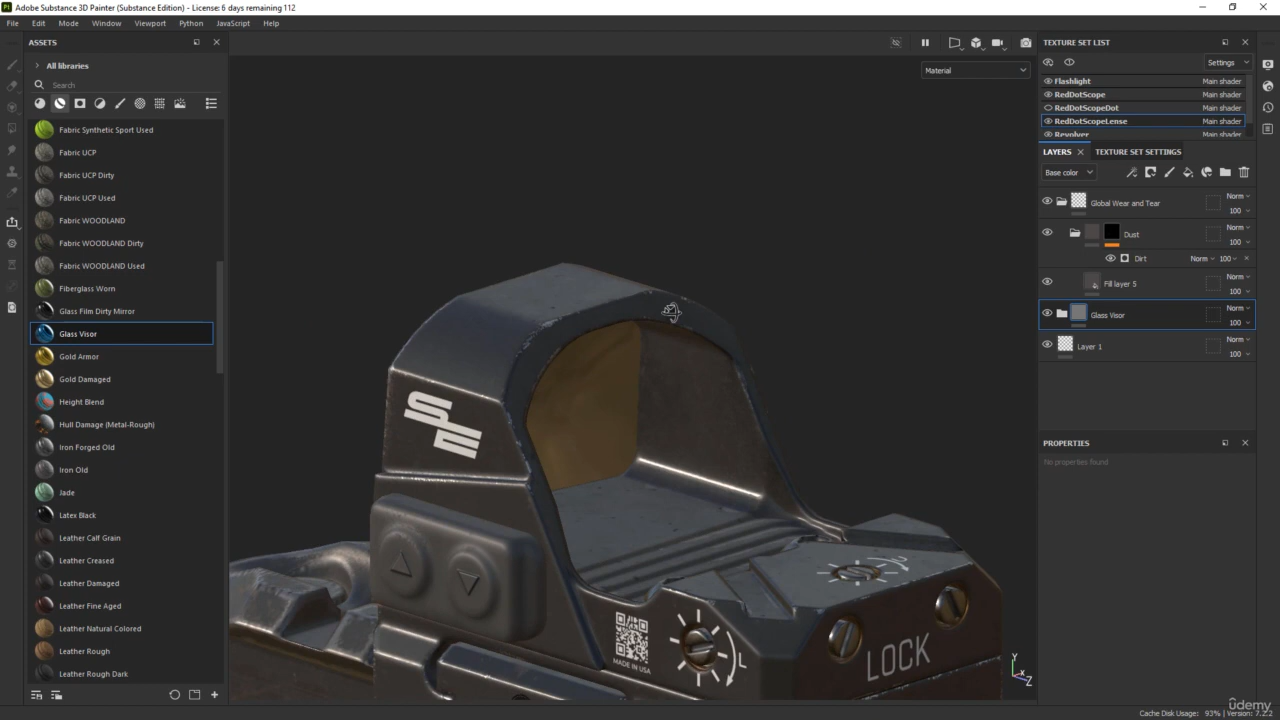 Adobe Substance 3D Painter (Substance Edition) - License: 6 days remaining 112
File Edit Mode Window Viewport Python JavaScript Help
ASSETS
All libraries
Search
Fabric Synthetic Sport Used
Fabric UCP
Fabric UCP Dirty
Fabric UCP Used
Fabric WOODLAND
Fabric WOODLAND Dirty
Fabric WOODLAND Used
Fiberglass Worn
Glass Film Dirty Mirror
Glass Visor
Gold Armor
Gold Damaged
Height Blend
Hull Damage (Metal-Rough)
Iron Forged Old
Iron Old
Jade
Latex Black
Leather Calf Grain
Leather Creased
Leather Damaged
Leather Fine Aged
Leather Natural Colored
Leather Rough
Leather Rough Dark
Material
SE
MADE IN USA
L
LOCK
Y
X
Z
TEXTURE SET LIST
Settings
Flashlight Main shader
RedDotScope Main shader
RedDotScopeDot Main shader
RedDotScopeLense Main shader
Revolver Main shader
LAYERS TEXTURE SET SETTINGS
Base color
Global Wear and Tear Norm 100
Dust Norm 100
Dirt Norm 100
Fill layer 5 Norm 100
Glass Visor Norm 100
Layer 1 Norm 100
PROPERTIES
No properties found
ûdemy
Cache Disk Usage: 93% | Version: 7.2.2